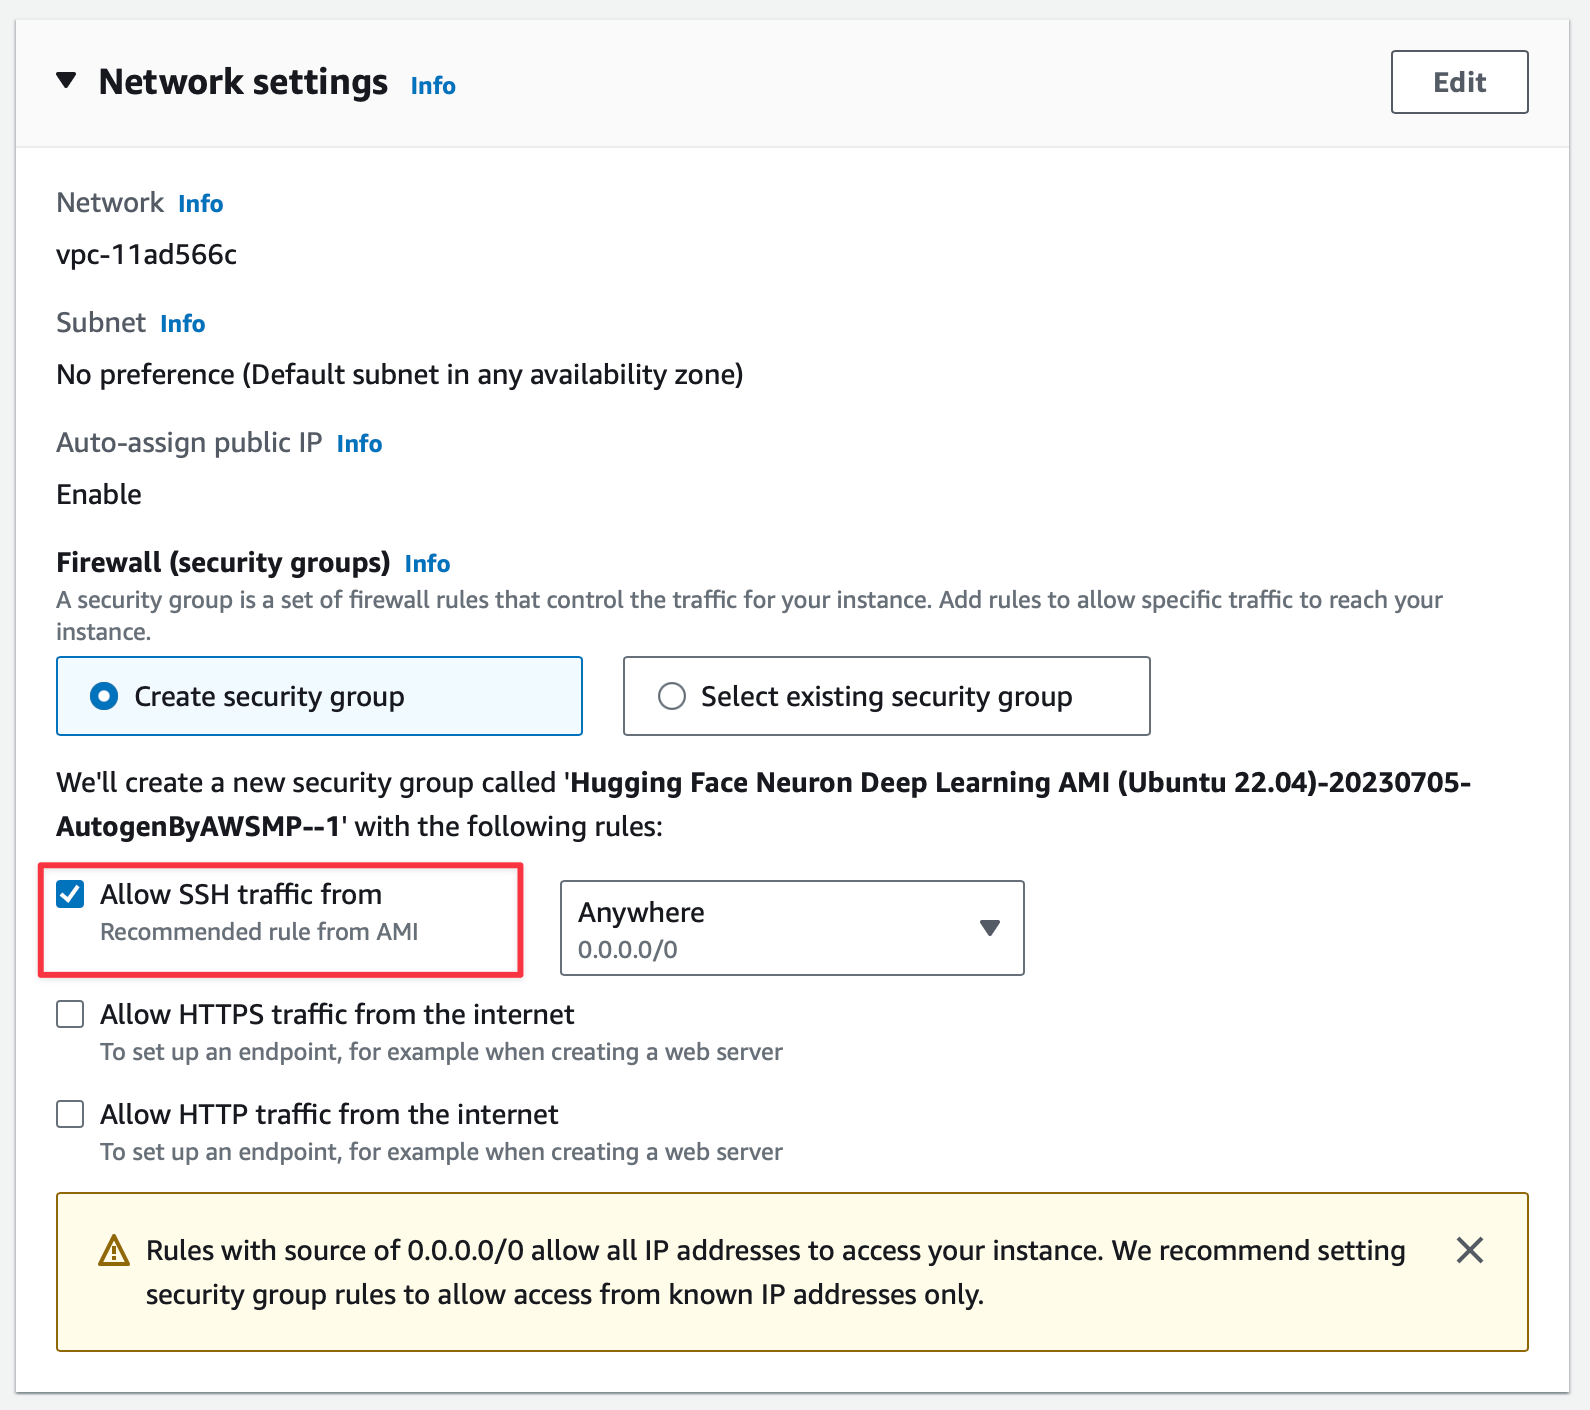 Network settings Info
Edit
Network Info
vpc-11ad566c
Subnet Info
No preference (Default subnet in any availability zone)
Auto-assign public IP Info
Enable
Firewall (security groups) Info
A security group is a set of firewall rules that control the traffic for your instance. Add rules to allow specific traffic to reach your
instance.
Create security group
Select existing security group
We'll create a new security group called 'Hugging Face Neuron Deep Learning AMI (Ubuntu 22.04)-20230705-
AutogenByAWSMP--1' with the following rules:
Allow SSH traffic from
Recommended rule from AMI
Anywhere
0.0.0.0/0
Allow HTTPS traffic from the internet
To set up an endpoint, for example when creating a web server
Allow HTTP traffic from the internet
To set up an endpoint, for example when creating a web server
Rules with source of 0.0.0.0/0 allow all IP addresses to access your instance. We recommend setting
security group rules to allow access from known IP addresses only.